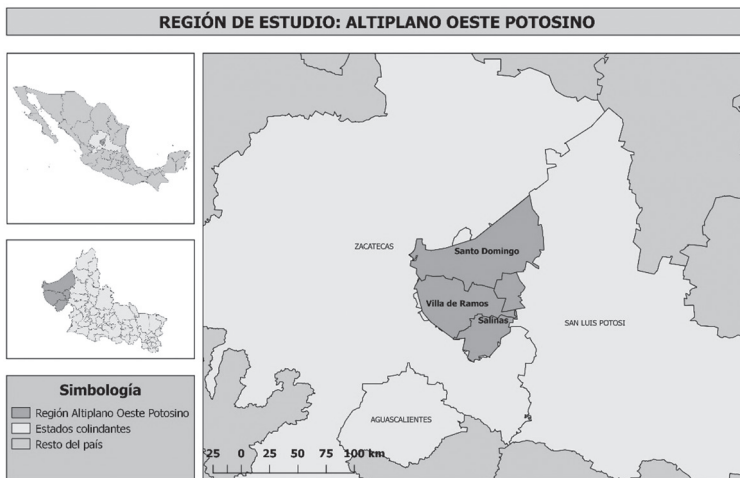 REGIÓN DE ESTUDIO: ALTIPLANO OESTE POTOSINO
ZACATECAS
Santo Domingo
Villa de Ramos
Salinas
SAN LUIS POTOSI
AGUASCALIENTES
Simbología
Región Altiplano Oeste Potosino
Estados colindantes
Resto del país
25 0 25 50 75 100 km